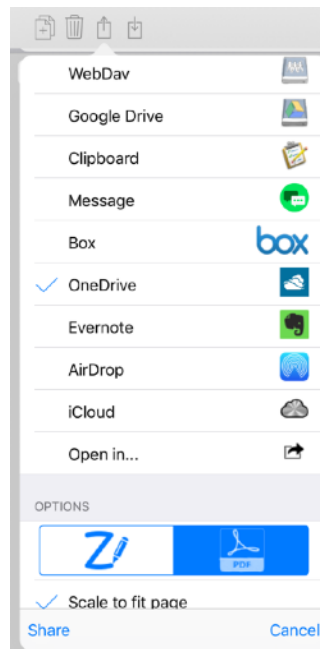 WebDav
Google Drive
Clipboard
Message
Box
box
OneDrive
Evernote
AirDrop
iCloud
Open in...
OPTIONS
Z
PDF
Scale to fit page
Share
Cancel